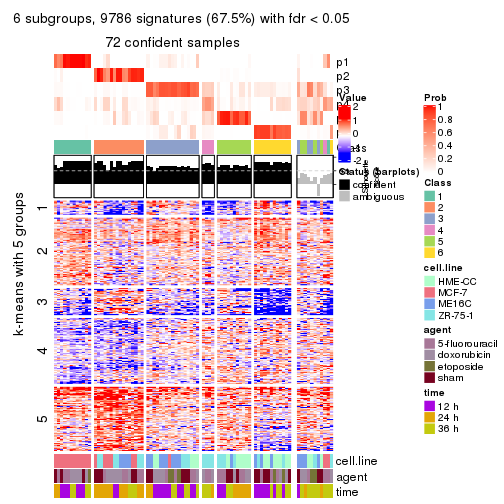 6 subgroups, 9786 signatures (67.5%) with fdr < 0.05
72 confident samples
p1
p2
p3
k-means with 5 groups
1
2
3
4
5
cell.line
agent
time
Value
2
1
0
-1
-2
Status (barplots)
confident
ambiguous
Silhouette
score
Prob
1
0.8
0.6
0.4
0.2
0
Class
1
2
3
4
5
6
cell.line
HME-CC
MCF-7
ME16C
ZR-75-1
agent
5-fluorouracil
doxorubicin
etoposide
sham
time
12 h
24 h
36 h